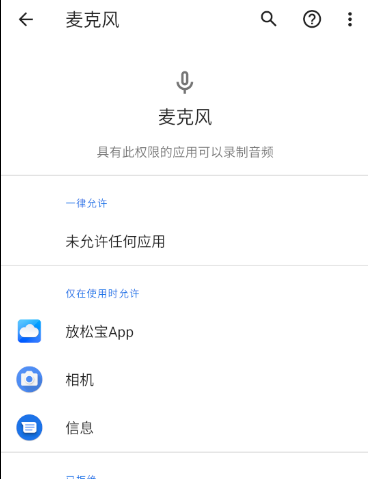 麦克风
麦克风
具有此权限的应用可以录制音频
一律允许
未允许任何应用
仅在使用时允许
放松宝App
相机
信息